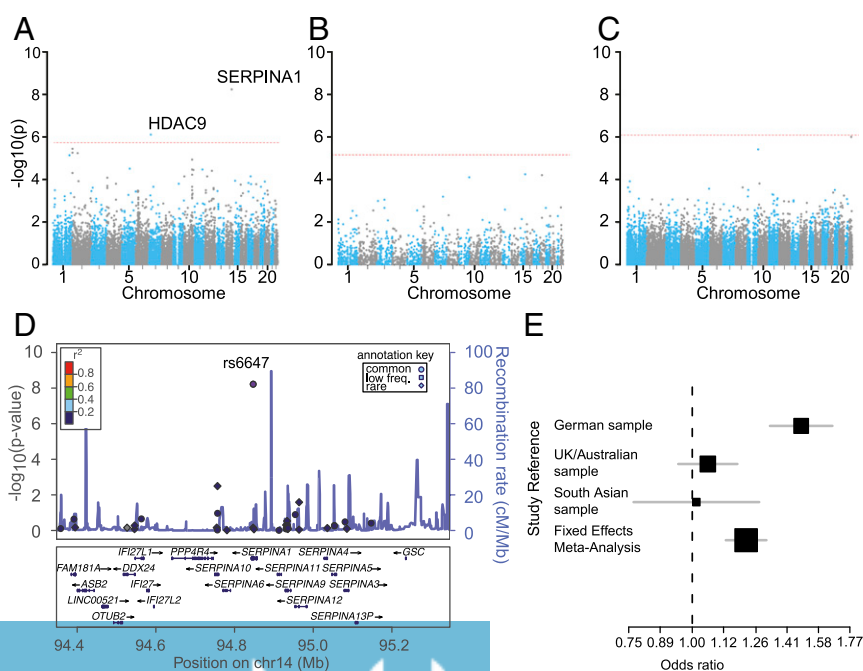 A
B
C
10
8
6
4
2
0
-log10(p)
SERPINA1
HDAC9
1
5
10
15
20
Chromosome
10
8
6
4
2
0
1
5
10
15
20
Chromosome
10
8
6
4
2
0
1
5
10
15
20
Chromosome
D
10
8
6
4
2
0
-log10(p-value)
r2
0.8
0.6
0.4
0.2
rs6647
annotation key
common
low freq.
rare
100
80
60
40
20
0
Recombination rate (cM/Mb)
IFI27L1
PPP4R4
SERPINA1
SERPINA4
GSC
FAM181A
DDX24
SERPINA10
SERPINA11
SERPINA5
ASB2
IFI27
SERPINA6
SERPINA9
SERPINA3
LINC00521
IFI27L2
SERPINA12
OTUB2
SERPINA13P
94.4
94.6
94.8
95.0
95.2
Position on chr14 (Mb)
E
Study Reference
German sample
UK/Australian
sample
South Asian
sample
Fixed Effects
Meta-Analysis
0.75 0.89 1.00 1.12 1.26 1.41 1.58 1.77
Odds ratio